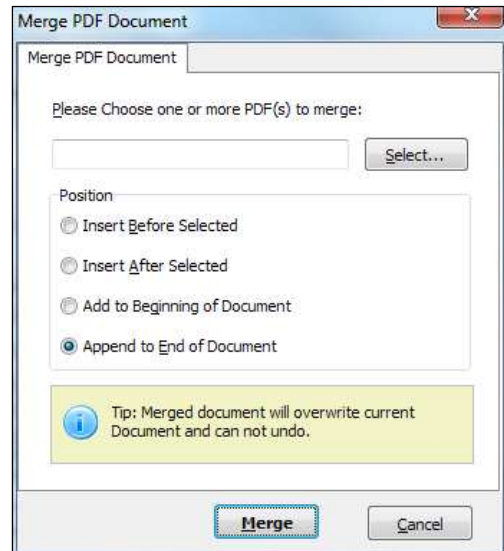 Merge PDF Document
Merge PDF Document
Please Choose one or more PDF(s) to merge:
Select...
Position
Insert Before Selected
Insert After Selected
Add to Beginning of Document
Append to End of Document
Tip: Merged document will overwrite current
Document and can not undo.
Merge
Cancel